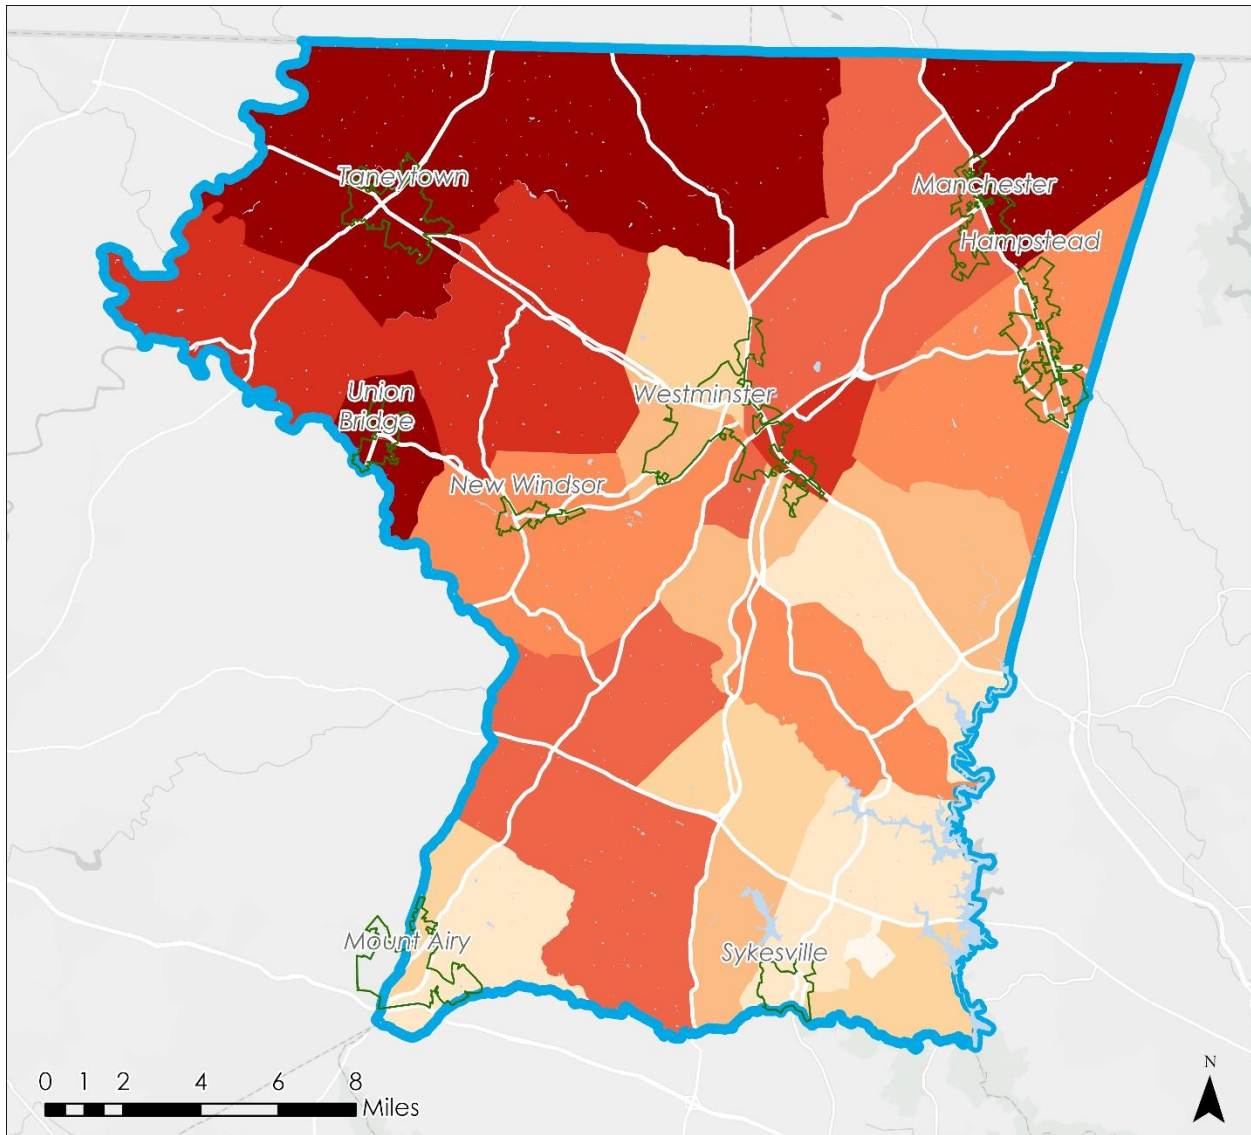 Taneytown
Manchester
Hampstead
Union
Bridge
Westminster
New Windsor
Mount Airy
Sykesville
N
0 1 2 4 6 8
Miles